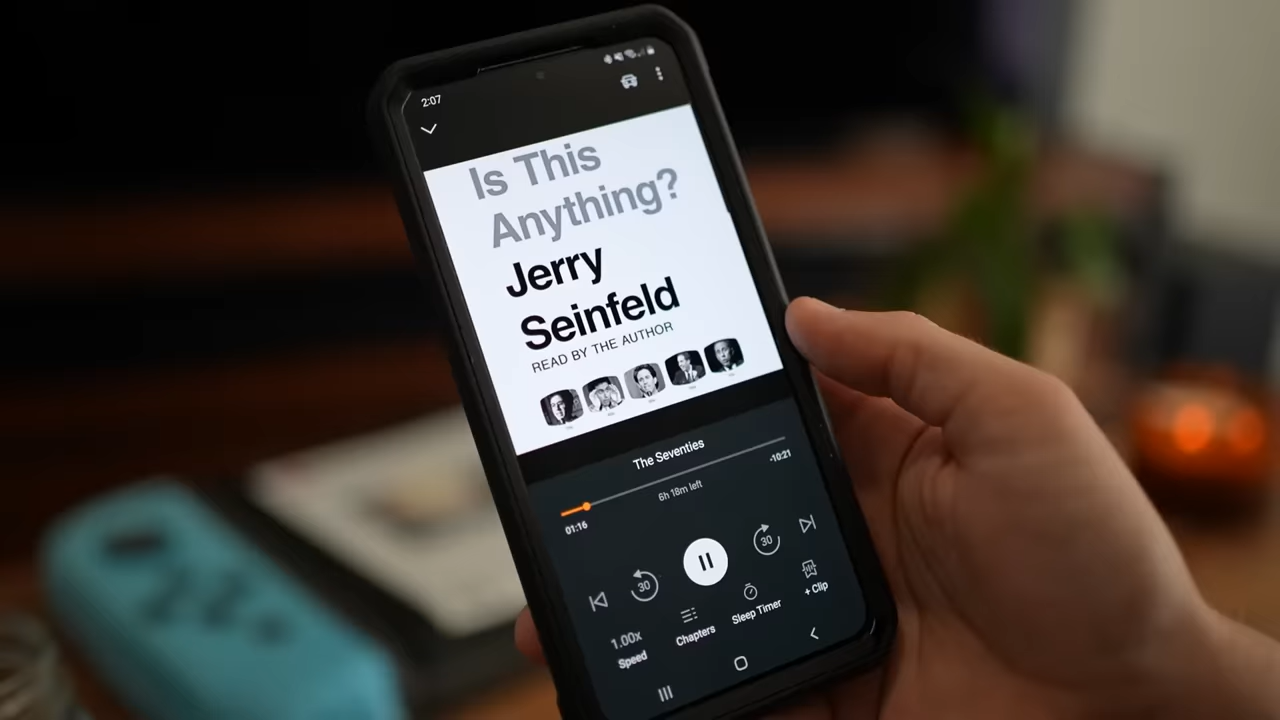 2:07
Is This
Anything?
Jerry
Seinfeld
READ BY THE AUTHOR
The Seventies
01:16
-10:21
6h 18m left
30
30
1.00x
Speed
Chapters
Sleep Timer
+ Clip